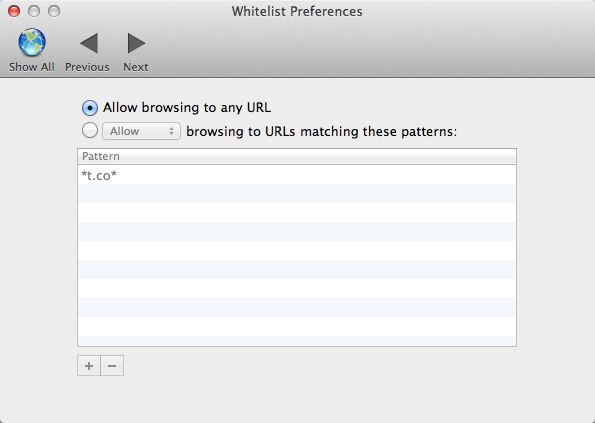 Whitelist Preferences
Show All Previous Next
Allow browsing to any URL
Allow browsing to URLs matching these patterns:
Pattern
*t.co*
+ −